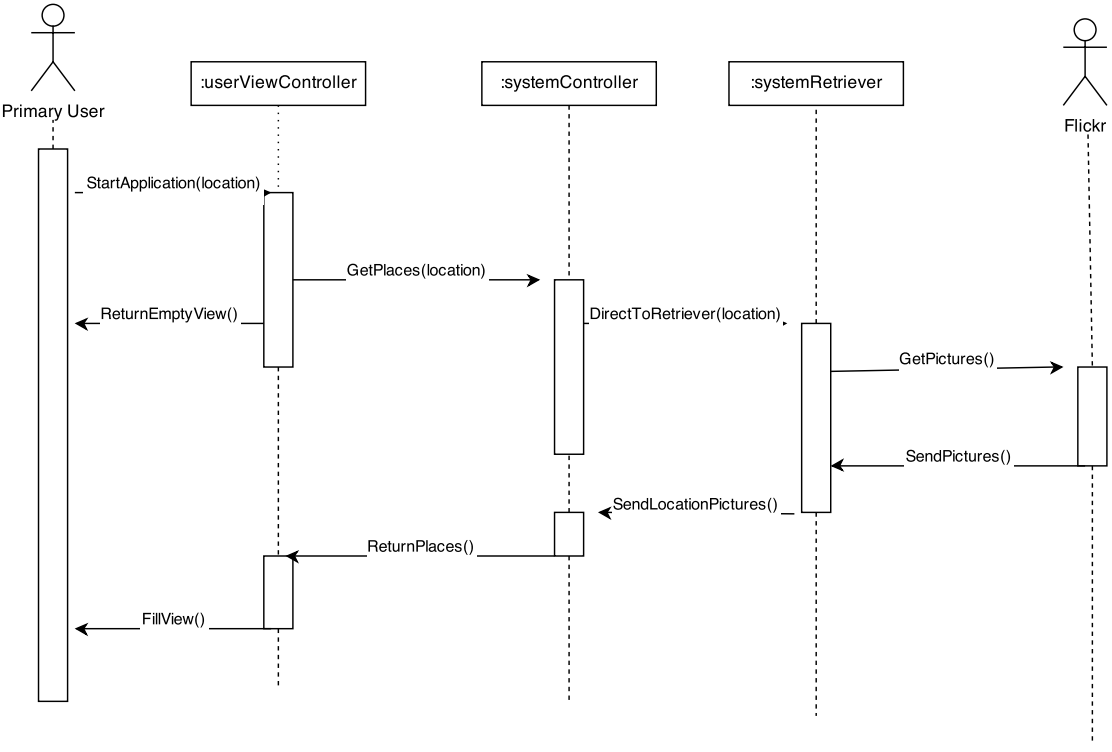 :userViewController
:systemController
:systemRetriever
Primary User
Flickr
StartApplication(location)
GetPlaces(location)
ReturnEmptyView()
DirectToRetriever(location)
GetPictures()
SendPictures()
SendLocationPictures()
ReturnPlaces()
FillView()